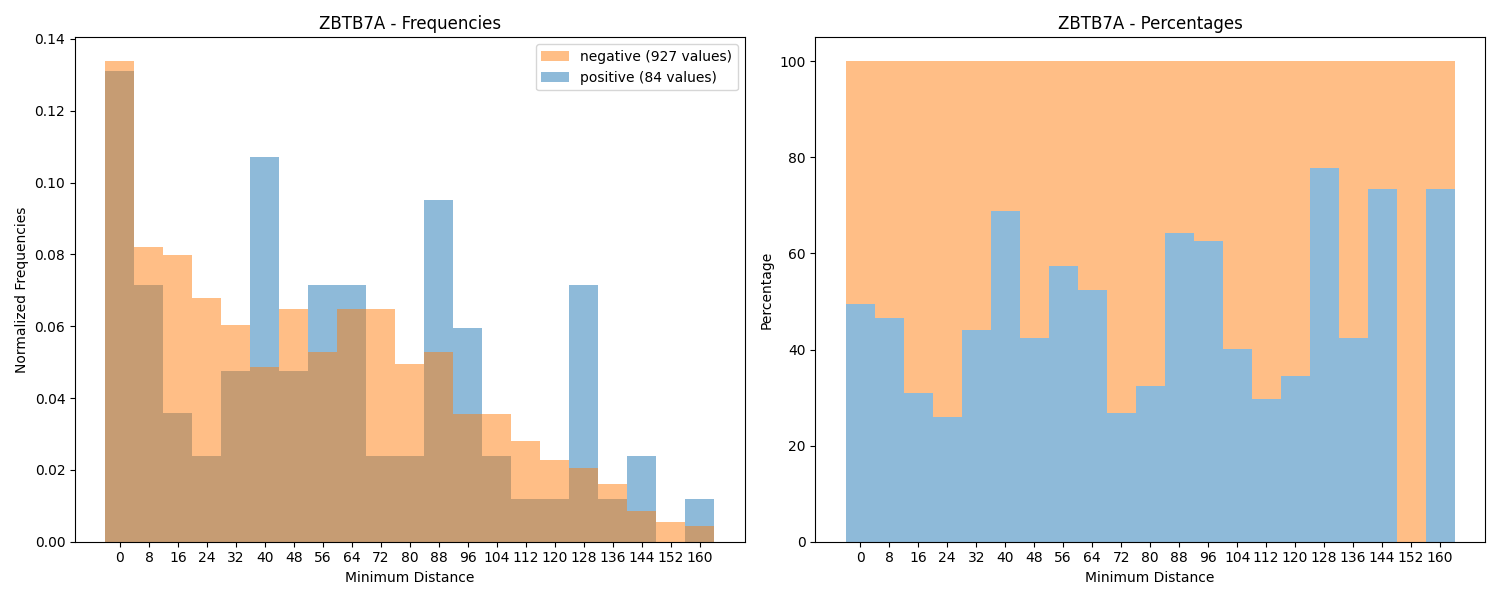 ZBTB7A - Frequencies
negative (927 values)
positive (84 values)
Normalized Frequencies
0.14
0.12
0.10
0.08
0.06
0.04
0.02
0.00
0 8 16 24 32 40 48 56 64 72 80 88 96 104 112 120 128 136 144 152 160
Minimum Distance
ZBTB7A - Percentages
Percentage
100
80
60
40
20
0
0 8 16 24 32 40 48 56 64 72 80 88 96 104 112 120 128 136 144 152 160
Minimum Distance